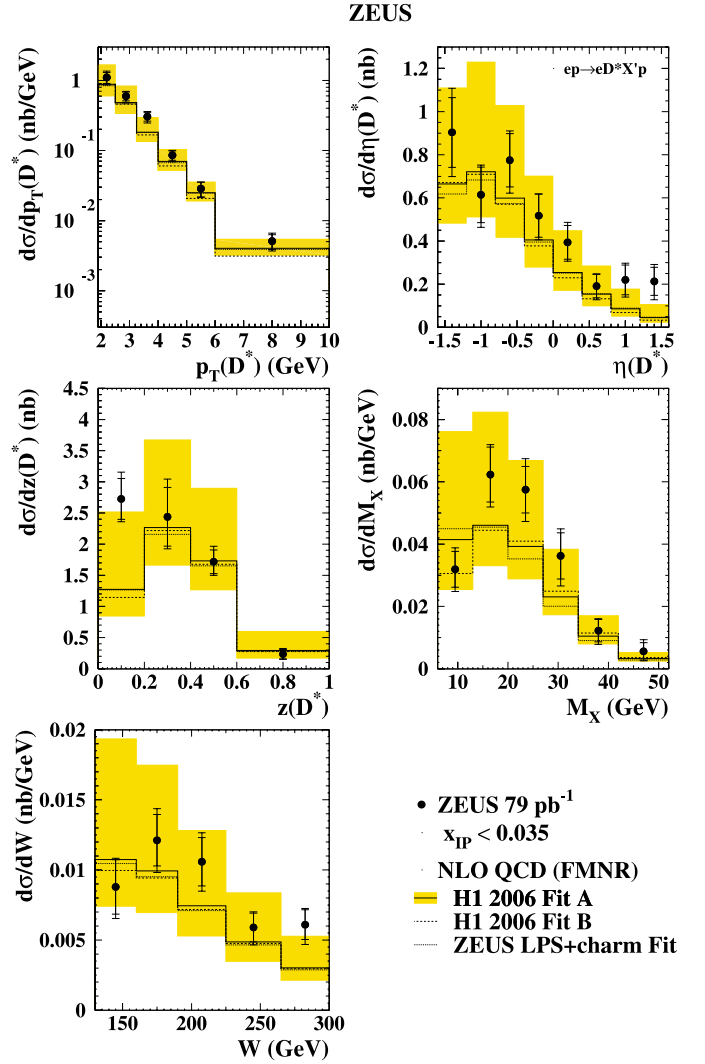 ZEUS
dσ/dp_T(D^*) (nb/GeV)
1
10^-1
10^-2
10^-3
2 3 4 5 6 7 8 9 10
p_T(D^*) (GeV)
dσ/dη(D^*) (nb)
ep→eD*X'p
1.2
1
0.8
0.6
0.4
0.2
0
-1.5 -1 -0.5 0 0.5 1 1.5
η(D^*)
dσ/dz(D^*) (nb)
4.5
4
3.5
3
2.5
2
1.5
1
0.5
0
0 0.2 0.4 0.6 0.8 1
z(D^*)
dσ/dM_X (nb/GeV)
0.08
0.06
0.04
0.02
0
10 20 30 40 50
M_X (GeV)
dσ/dW (nb/GeV)
0.02
0.015
0.01
0.005
0
150 200 250 300
W (GeV)
ZEUS 79 pb^-1
x_IP < 0.035
NLO QCD (FMNR)
H1 2006 Fit A
H1 2006 Fit B
ZEUS LPS+charm Fit